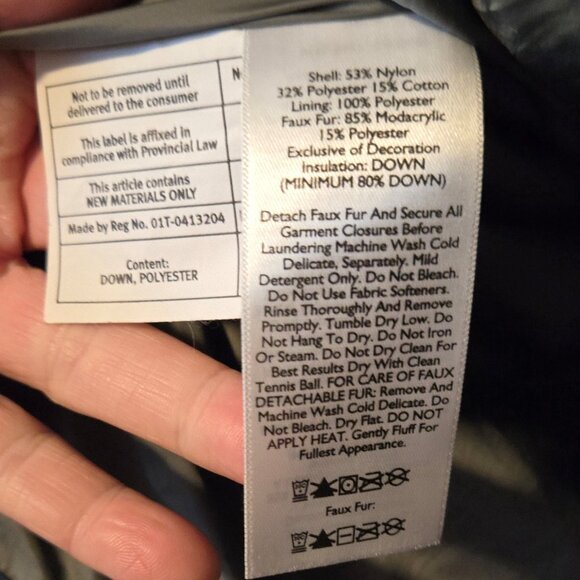 Not to be removed until
delivered to the consumer
This label is affixed in
compliance with Provincial Law
This article contains
NEW MATERIALS ONLY
Made by Reg No. 01T-0413204
Content:
DOWN, POLYESTER
Shell: 53% Nylon
32% Polyester 15% Cotton
Lining: 100% Polyester
Faux Fur: 85% Modacrylic
15% Polyester
Exclusive of Decoration
Insulation: DOWN
(MINIMUM 80% DOWN)
Detach Faux Fur And Secure All
Garment Closures Before
Laundering Machine Wash Cold
Delicate, Separately. Mild
Detergent Only. Do Not Bleach.
Do Not Use Fabric Softeners.
Rinse Thoroughly And Remove
Promptly. Tumble Dry Low. Do
Not Hang To Dry. Do Not Iron
Or Steam. Do Not Dry Clean For
Best Results Dry With Clean
Tennis Ball. FOR CARE OF FAUX
DETACHABLE FUR: Remove And
Machine Wash Cold Delicate. Do
Not Bleach. Dry Flat. DO NOT
APPLY HEAT. Gently Fluff For
Fullest Appearance.
Faux Fur: